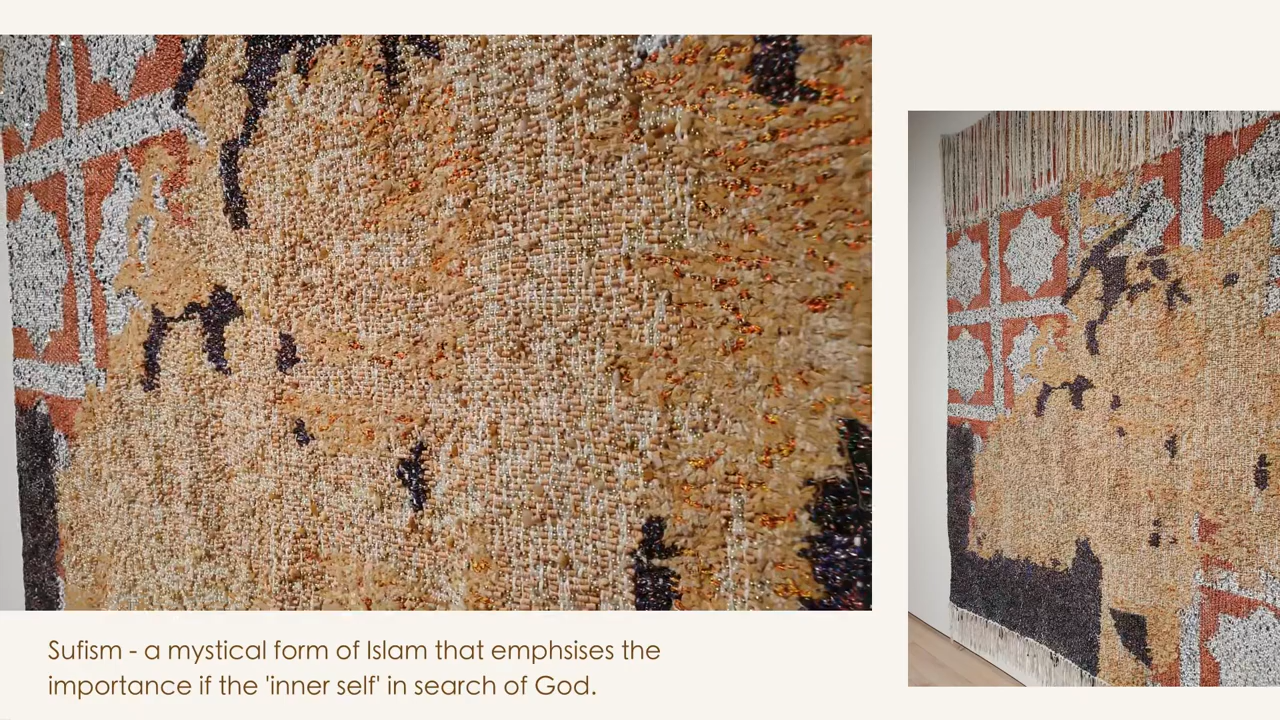 Sufism - a mystical form of Islam that emphsises the
importance if the 'inner self' in search of God.